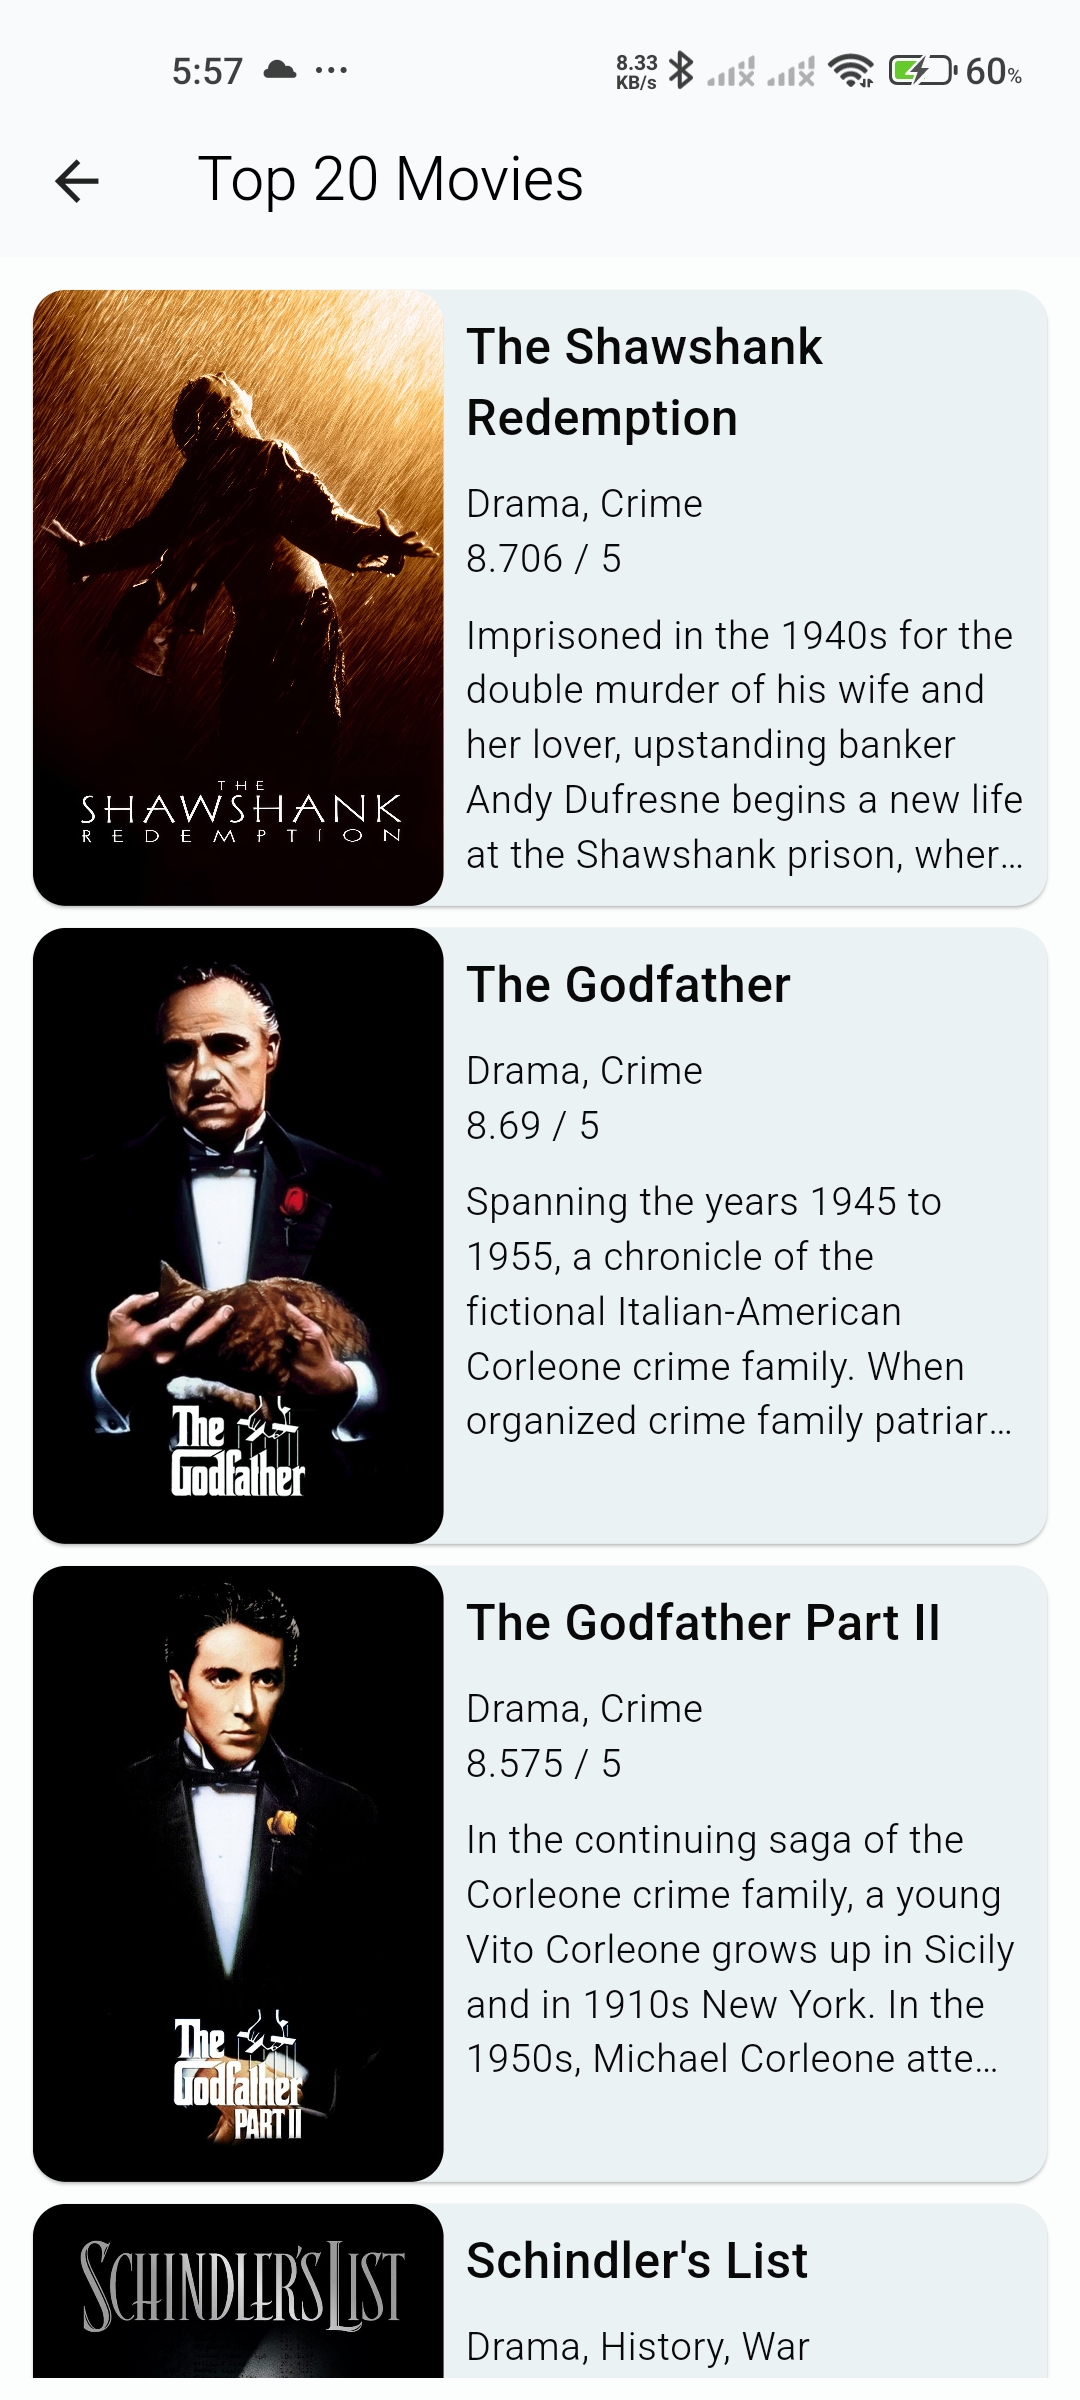 5:57
8.33
KB/s
60%
Top 20 Movies
THE
SHAWSHANK
REDEMPTION
The Shawshank
Redemption
Drama, Crime
8.706 / 5
Imprisoned in the 1940s for the
double murder of his wife and
her lover, upstanding banker
Andy Dufresne begins a new life
at the Shawshank prison, wher…
The
Godfather
The Godfather
Drama, Crime
8.69 / 5
Spanning the years 1945 to
1955, a chronicle of the
fictional Italian-American
Corleone crime family. When
organized crime family patriar…
The
Godfather
PART II
The Godfather Part II
Drama, Crime
8.575 / 5
In the continuing saga of the
Corleone crime family, a young
Vito Corleone grows up in Sicily
and in 1910s New York. In the
1950s, Michael Corleone atte…
SCHINDLER'S LIST
Schindler's List
Drama, History, War